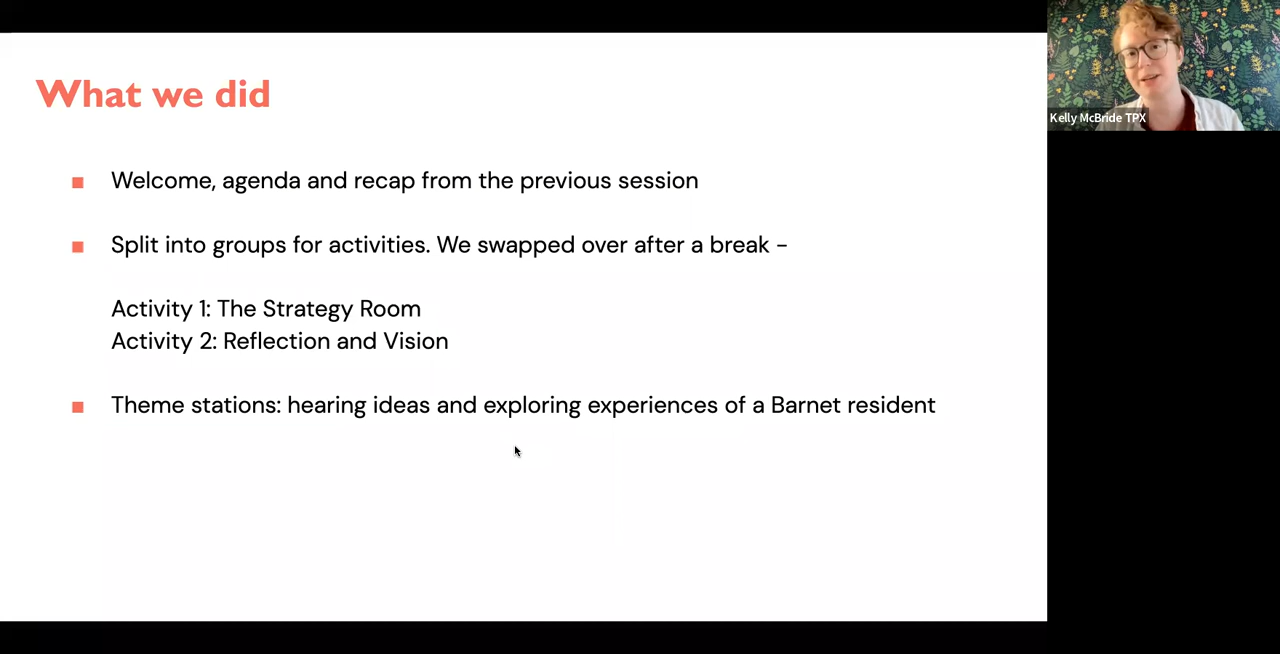 What we did
Welcome, agenda and recap from the previous session
Split into groups for activities. We swapped over after a break -
Activity 1: The Strategy Room
Activity 2: Reflection and Vision
Theme stations: hearing ideas and exploring experiences of a Barnet resident
Kelly McBride TPX